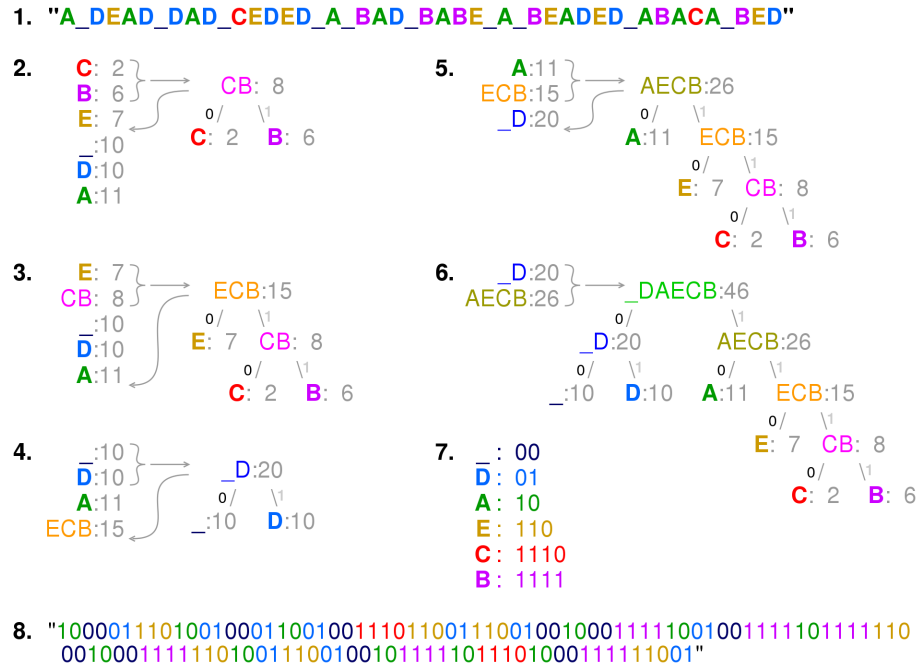 1. "A_DEAD_DAD_CEDED_A_BAD_BABE_A_BEADED_ABACA_BED"
2.
C: 2
B: 6
E: 7
_:10
D:10
A:11
CB: 8
0 1
C: 2 B: 6
3.
E: 7
CB: 8
_:10
D:10
A:11
ECB:15
0 1
E: 7 CB: 8
0 1
C: 2 B: 6
4.
_:10
D:10
A:11
ECB:15
_D:20
0 1
_:10 D:10
5.
A:11
ECB:15
_D:20
AECB:26
0 1
A:11 ECB:15
0 1
E: 7 CB: 8
0 1
C: 2 B: 6
6.
_D:20
AECB:26
_DAECB:46
0 1
_D:20 AECB:26
0 1 0 1
_:10 D:10 A:11 ECB:15
0 1
E: 7 CB: 8
0 1
C: 2 B: 6
7.
_ : 00
D : 01
A : 10
E : 110
C : 1110
B : 1111
8. "100001110100100011001001110110011100100100011111001001111101111110
0010001111110100111001001011111011101000111111001"